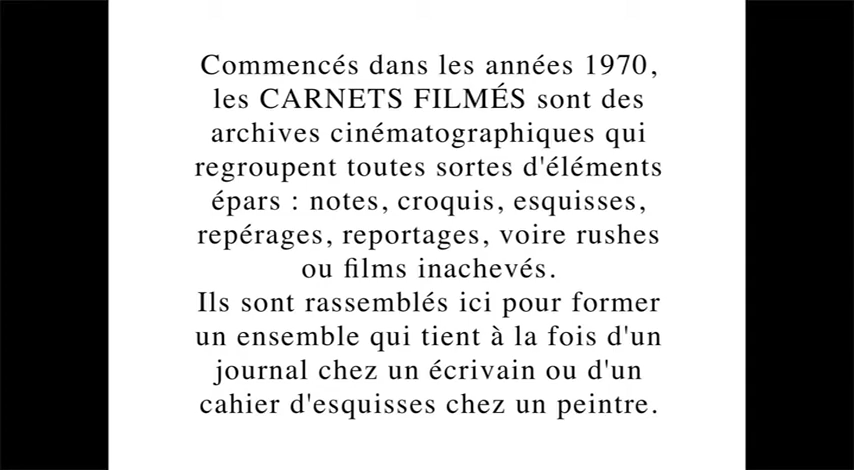 Commencés dans les années 1970,
les CARNETS FILMÉS sont des
archives cinématographiques qui
regroupent toutes sortes d'éléments
épars : notes, croquis, esquisses,
repérages, reportages, voire rushes
ou films inachevés.
Ils sont rassemblés ici pour former
un ensemble qui tient à la fois d'un
journal chez un écrivain ou d'un
cahier d'esquisses chez un peintre.